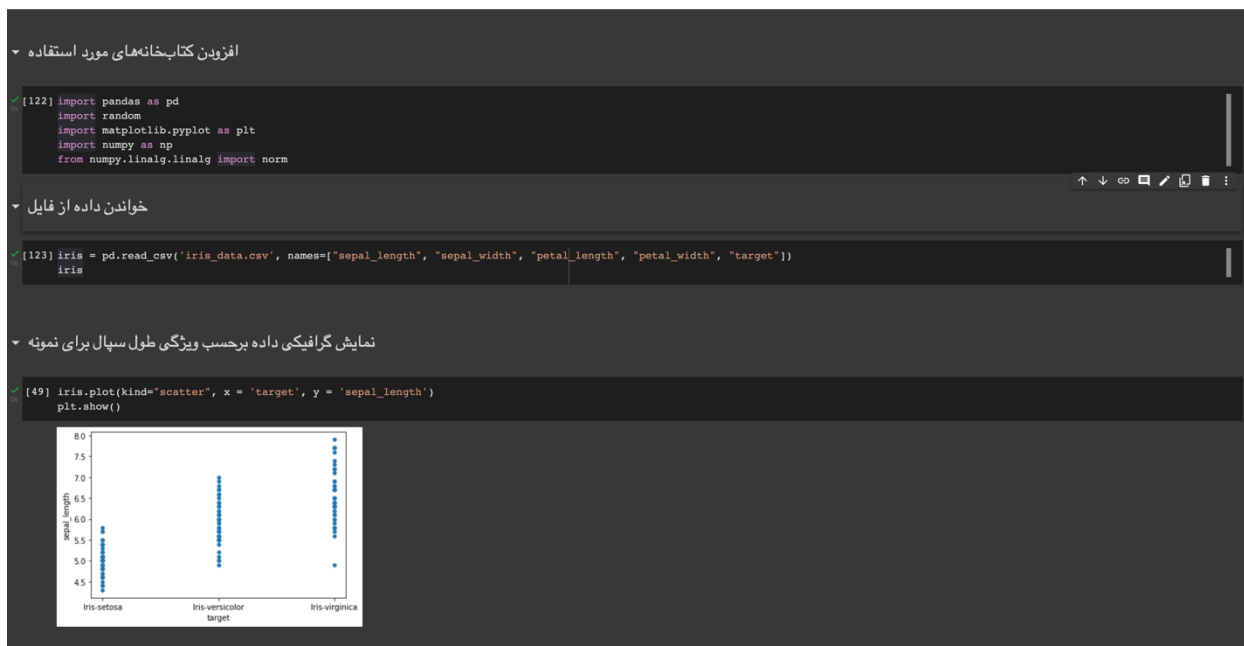 افزودن کتابخانه‌های مورد استفاده
[122] import pandas as pd
import random
import matplotlib.pyplot as plt
import numpy as np
from numpy.linalg.linalg import norm
خواندن داده از فایل
[123] iris = pd.read_csv('iris_data.csv', names=["sepal_length", "sepal_width", "petal_length", "petal_width", "target"])
iris
نمایش گرافیکی داده برحسب ویژگی طول سپال برای نمونه
[49] iris.plot(kind="scatter", x = 'target', y = 'sepal_length')
plt.show()
8.0
7.5
7.0
6.5
6.0
5.5
5.0
4.5
sepal_length
Iris-setosa Iris-versicolor Iris-virginica
target